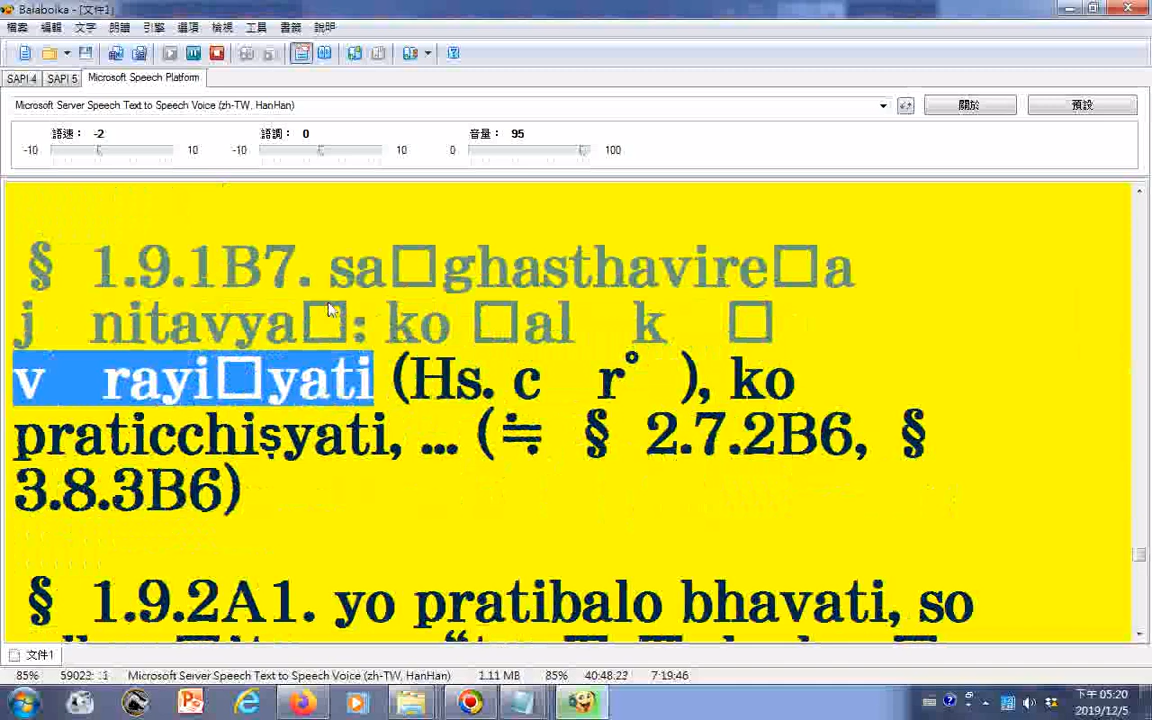 Balabolka - [文件1]
檔案 編輯 文字 朗讀 引擎 選項 檢視 工具 書籤 說明
SAPI 4 SAPI 5 Microsoft Speech Platform
Microsoft Server Speech Text to Speech Voice (zh-TW, HanHan) 關於 預設
語速： -2 語調： 0 音量： 95
-10 10 -10 10 0 100
§ 1.9.1B7. sa□ghasthavire□a
j nitavya□: ko □al k □
v rayi□yati (Hs. c r° ), ko
praticchiṣyati, ... (≒ § 2.7.2B6, §
3.8.3B6)
§ 1.9.2A1. yo pratibalo bhavati, so
文件1
85% Microsoft Server Speech Text to Speech Voice (zh-TW, HanHan) 1.11 MB 85% 40:48:23 7:19:46
下午 05:20
2019/12/5